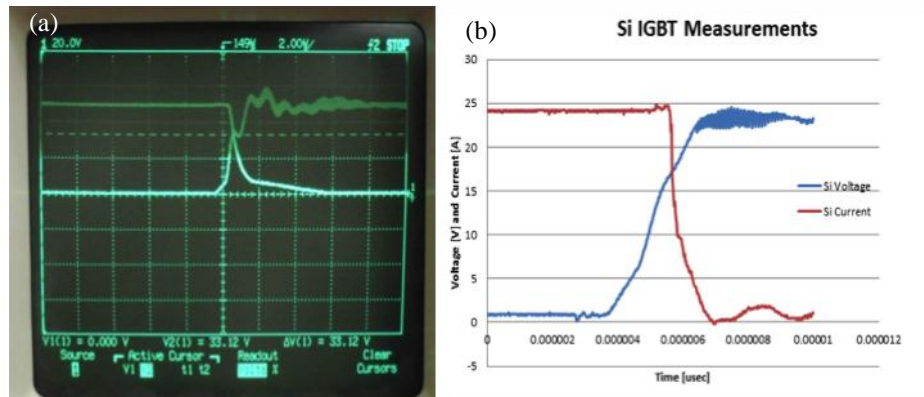 (a)
1 20.0V 2.00
STOP
V1(1) = 0.000 V V2(1) = 33.12 V ΔV(1) = 33.12 V
Source Active Cursor Readout Clear
1 V1 t1 t2 % Cursors
(b)
Si IGBT Measurements
Voltage [V] and Current [A]
30
25
20
15
10
5
0
-5
0 0.000002 0.000004 0.000006 0.000008 0.00001 0.000012
Time [usec]
Si Voltage
Si Current